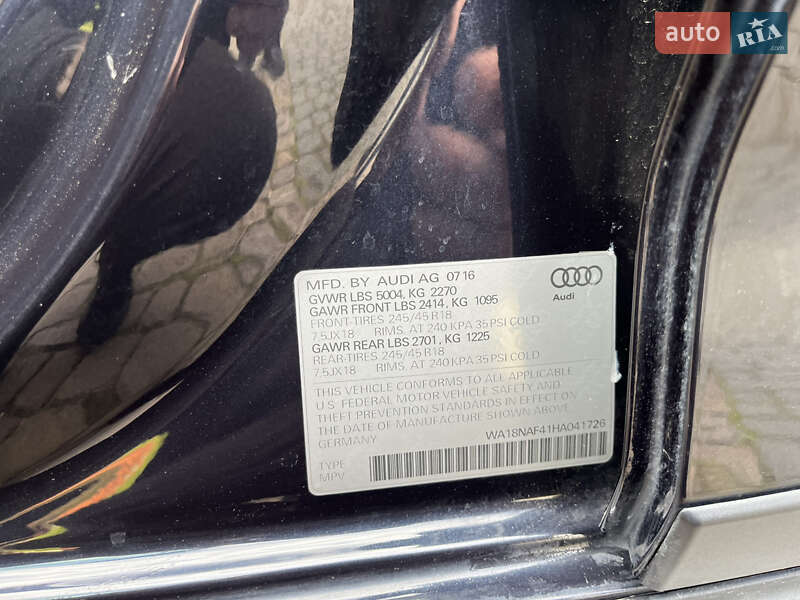 auto RIA.com
MFD. BY AUDI AG 0716
GVWR LBS 5004, KG 2270
GAWR FRONT LBS 2414, KG 1095
FRONT-TIRES 245/45 R18
7.5JX18 RIMS. AT 240 KPA 35 PSI COLD
GAWR REAR LBS 2701, KG 1225
REAR-TIRES 245/45 R18
7.5JX18 RIMS. AT 240 KPA 35 PSI COLD
Audi
THIS VEHICLE CONFORMS TO ALL APPLICABLE
U.S. FEDERAL MOTOR VEHICLE SAFETY AND
THEFT PREVENTION STANDARDS IN EFFECT ON
THE DATE OF MANUFACTURE SHOWN ABOVE
GERMANY WA18NAF41HA041726
TYPE
MPV